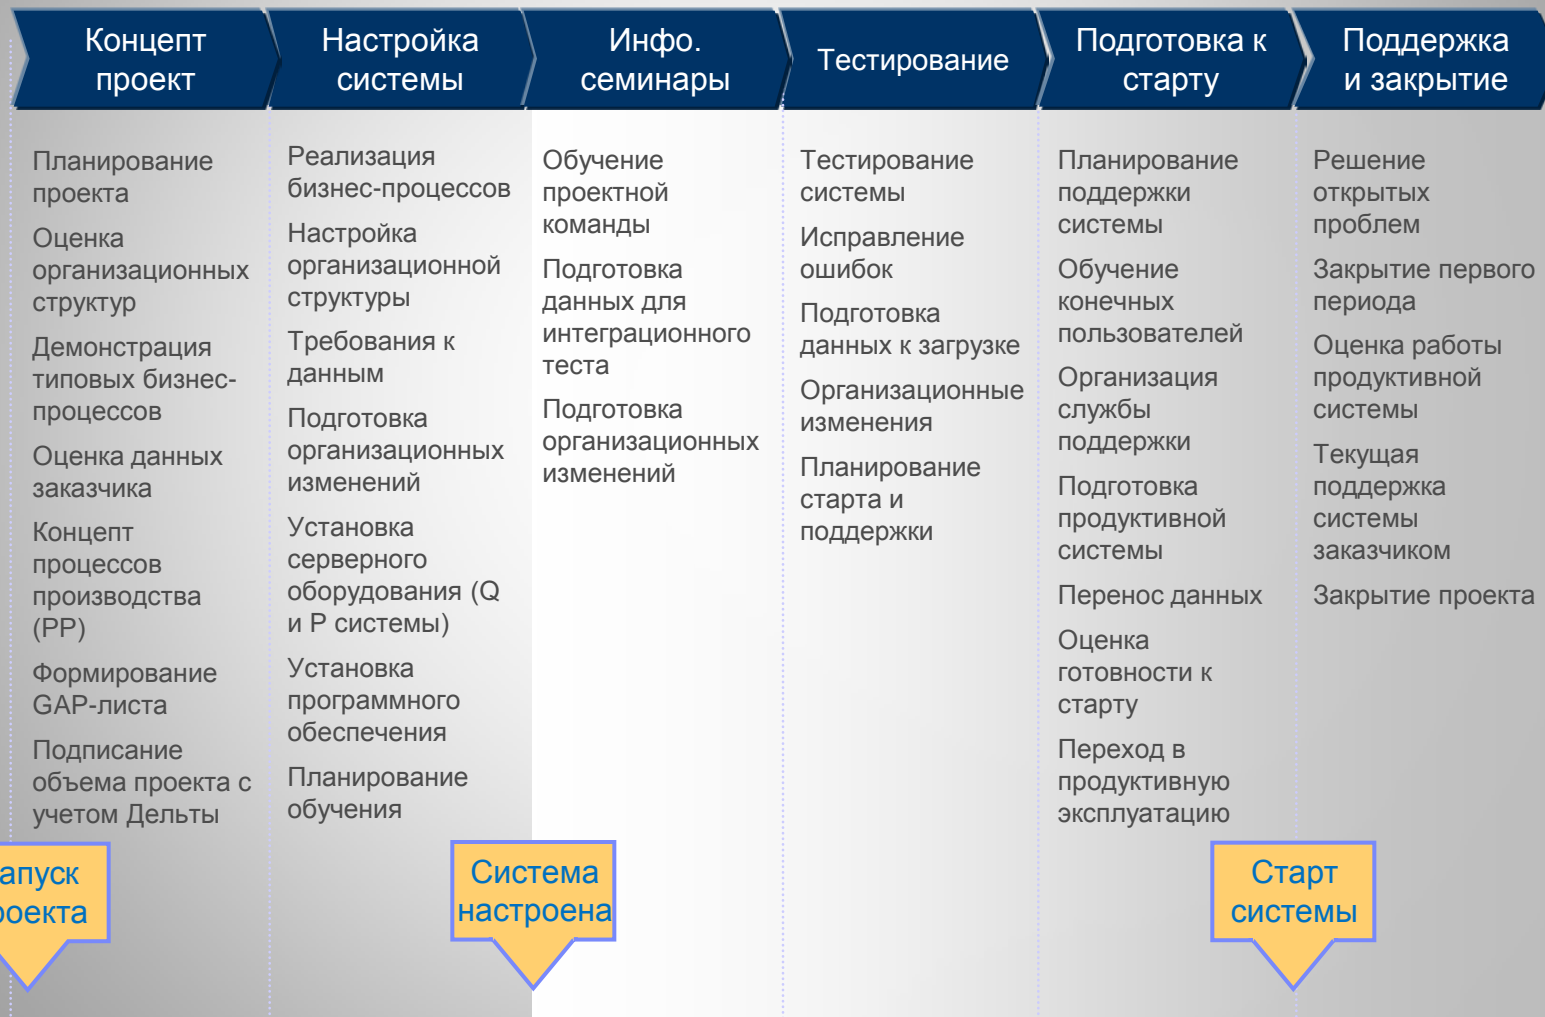 Концепт
проект
Настройка
системы
Инфо.
семинары
Тестирование
Подготовка к
старту
Поддержка
и закрытие
Планирование
проекта
Оценка
организационных
структур
Демонстрация
типовых бизнес-
процессов
Оценка данных
заказчика
Концепт
процессов
производства
(PP)
Формирование
GAP-листа
Подписание
объема проекта с
учетом Дельты
Реализация
бизнес-процессов
Настройка
организационной
структуры
Требования к
данным
Подготовка
организационных
изменений
Установка
серверного
оборудования (Q
и P системы)
Установка
программного
обеспечения
Планирование
обучения
Обучение
проектной
команды
Подготовка
данных для
интеграционного
теста
Подготовка
организационных
изменений
Тестирование
системы
Исправление
ошибок
Подготовка
данных к загрузке
Организационные
изменения
Планирование
старта и
поддержки
Планирование
поддержки
системы
Обучение
конечных
пользователей
Организация
службы
поддержки
Подготовка
продуктивной
системы
Перенос данных
Оценка
готовности к
старту
Переход в
продуктивную
эксплуатацию
Решение
открытых
проблем
Закрытие первого
периода
Оценка работы
продуктивной
системы
Текущая
поддержка
системы
заказчиком
Закрытие проекта
апуск
роекта
Система
настроена
Старт
системы